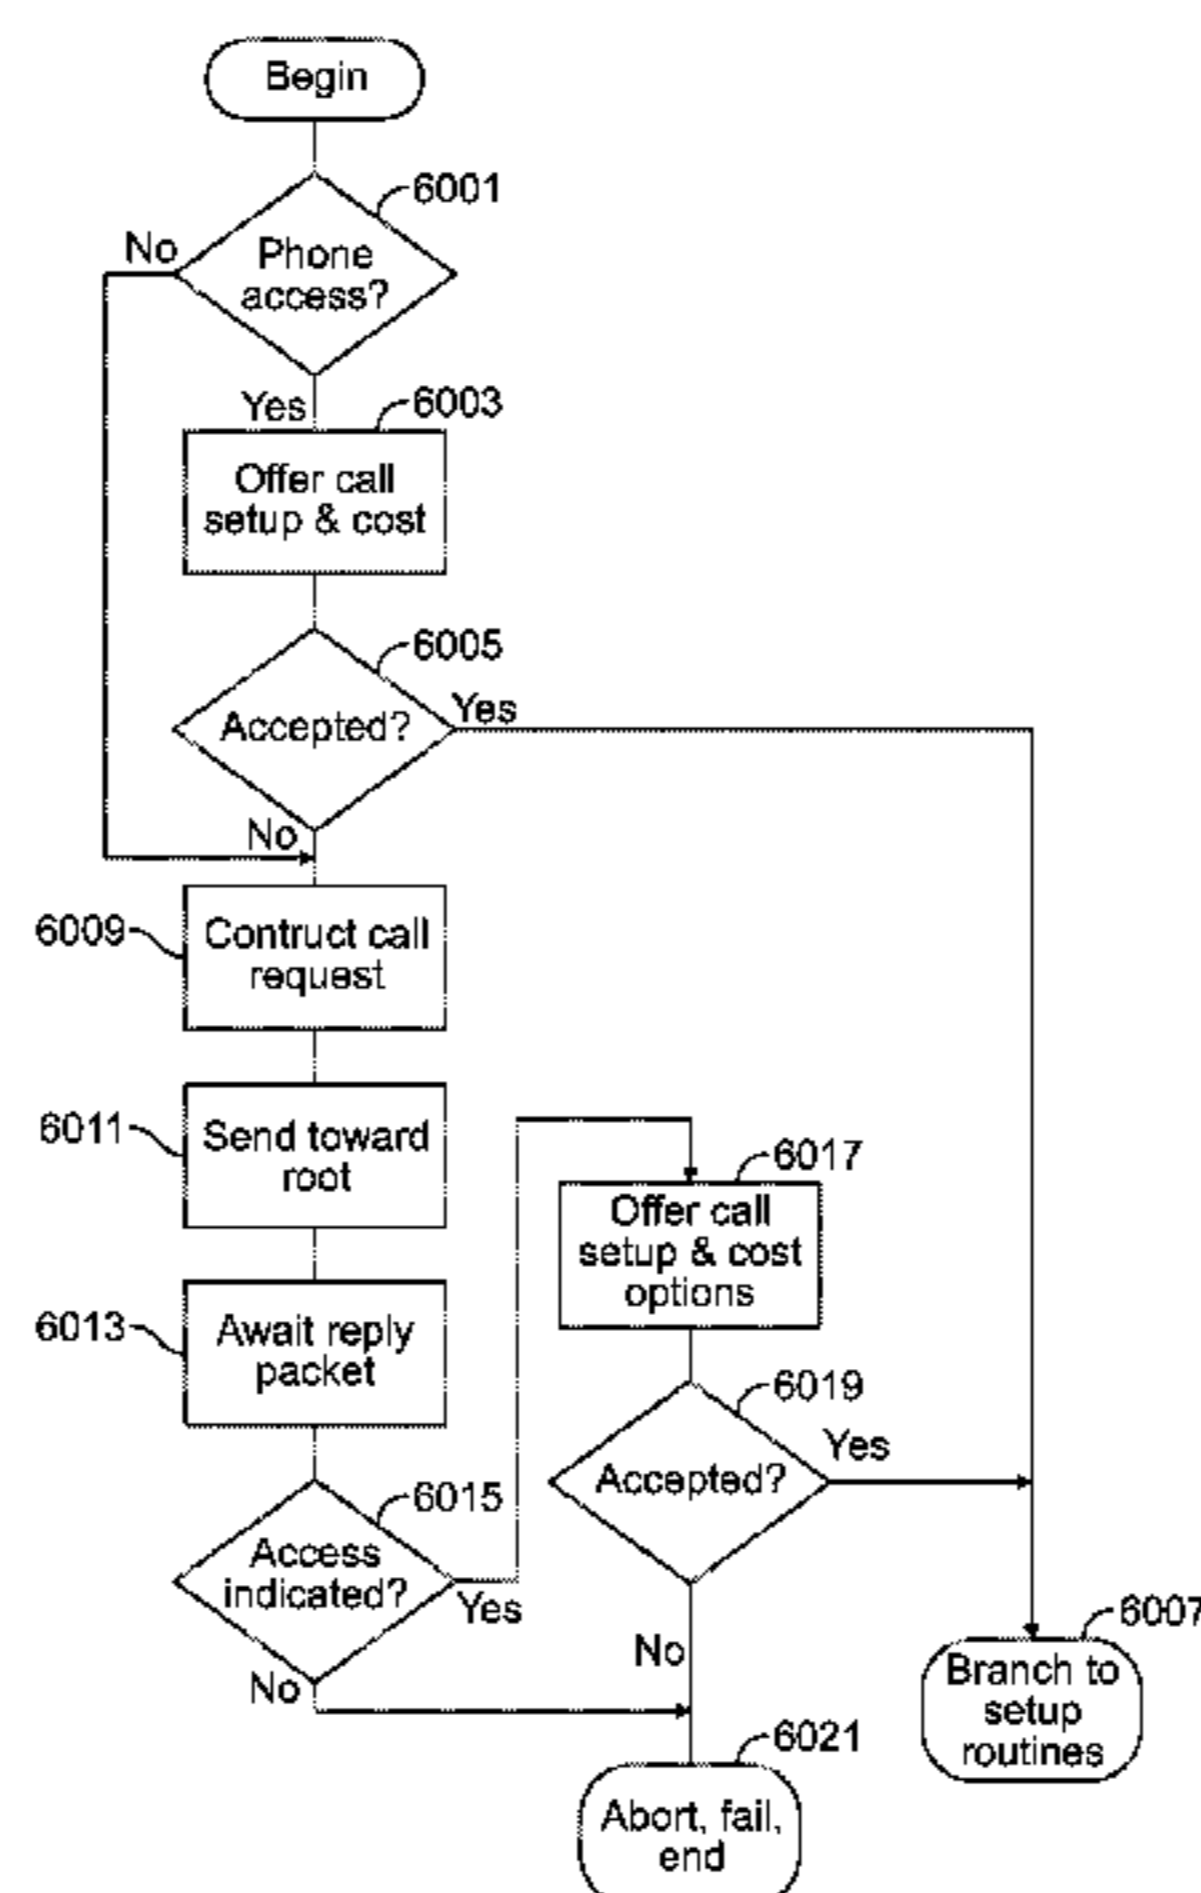 Begin
6001
No
Phone
access?
Yes
6003
Offer call
setup & cost
6005
Accepted?
Yes
No
6009
Contruct call
request
6011
Send toward
root
6017
Offer call
setup & cost
options
6013
Await reply
packet
6019
Accepted?
Yes
6015
Access
indicated?
Yes
No
No
6007
Branch to
setup
routines
6021
Abort, fail,
end